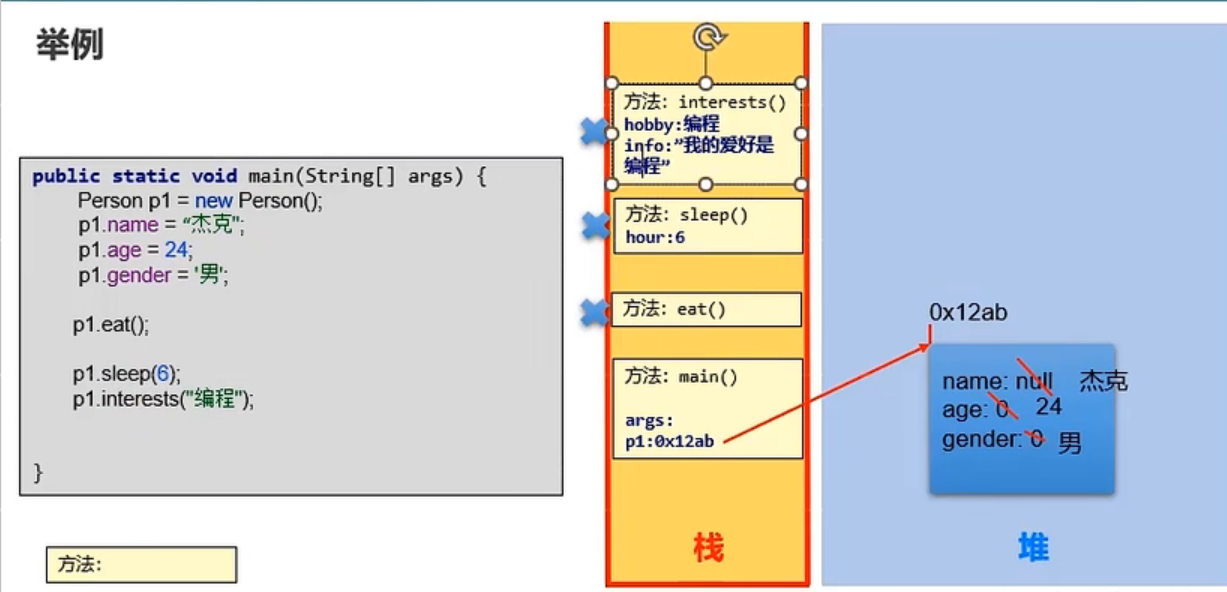 举例
public static void main(String[] args) {
Person p1 = new Person();
p1.name = “杰克";
p1.age = 24;
p1.gender = '男';
p1.eat();
p1.sleep(6);
p1.interests("编程");
}
方法:
方法: interests()
hobby:编程
info:”我的爱好是
编程”
方法: sleep()
hour:6
方法: eat()
方法: main()
args:
p1:0x12ab
栈
0x12ab
name: null 杰克
age: 0 24
gender: 0 男
堆